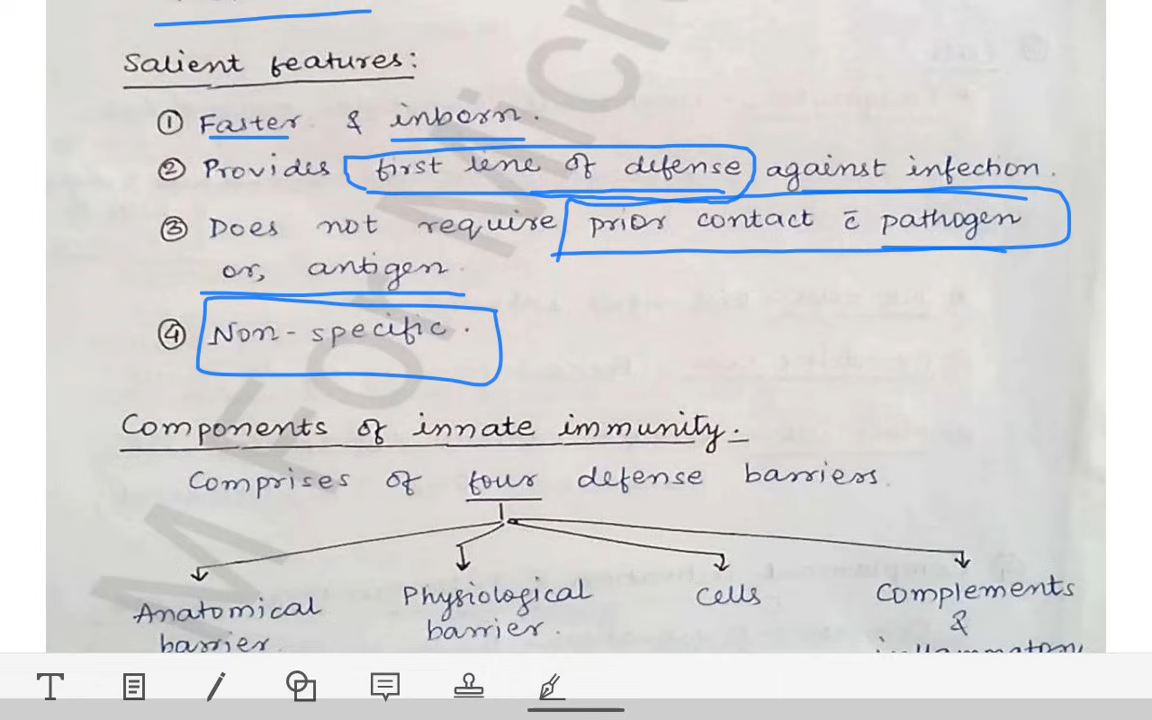 Salient features:
① Faster & inborn.
② Provides first line of defense against infection.
③ Does not require prior contact c̄ pathogen
or, antigen.
④ Non-specific.
Components of innate immunity.
Comprises of four defense barriers.
Anatomical barrier.
Physiological barrier.
Cells
Complements &
M For Micr
T